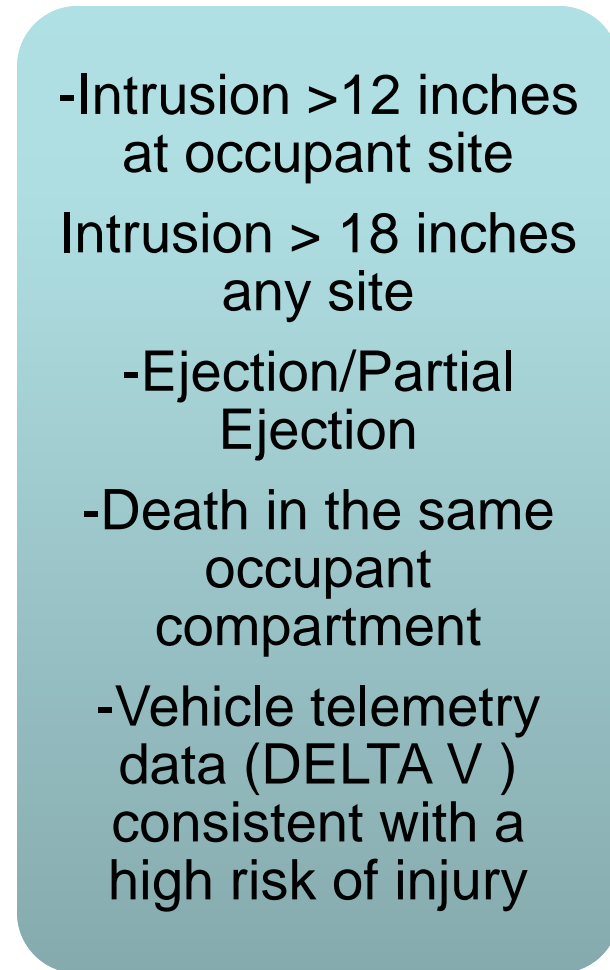 -Intrusion >12 inches
at occupant site
Intrusion > 18 inches
any site
-Ejection/Partial
Ejection
-Death in the same
occupant
compartment
-Vehicle telemetry
data (DELTA V )
consistent with a
high risk of injury